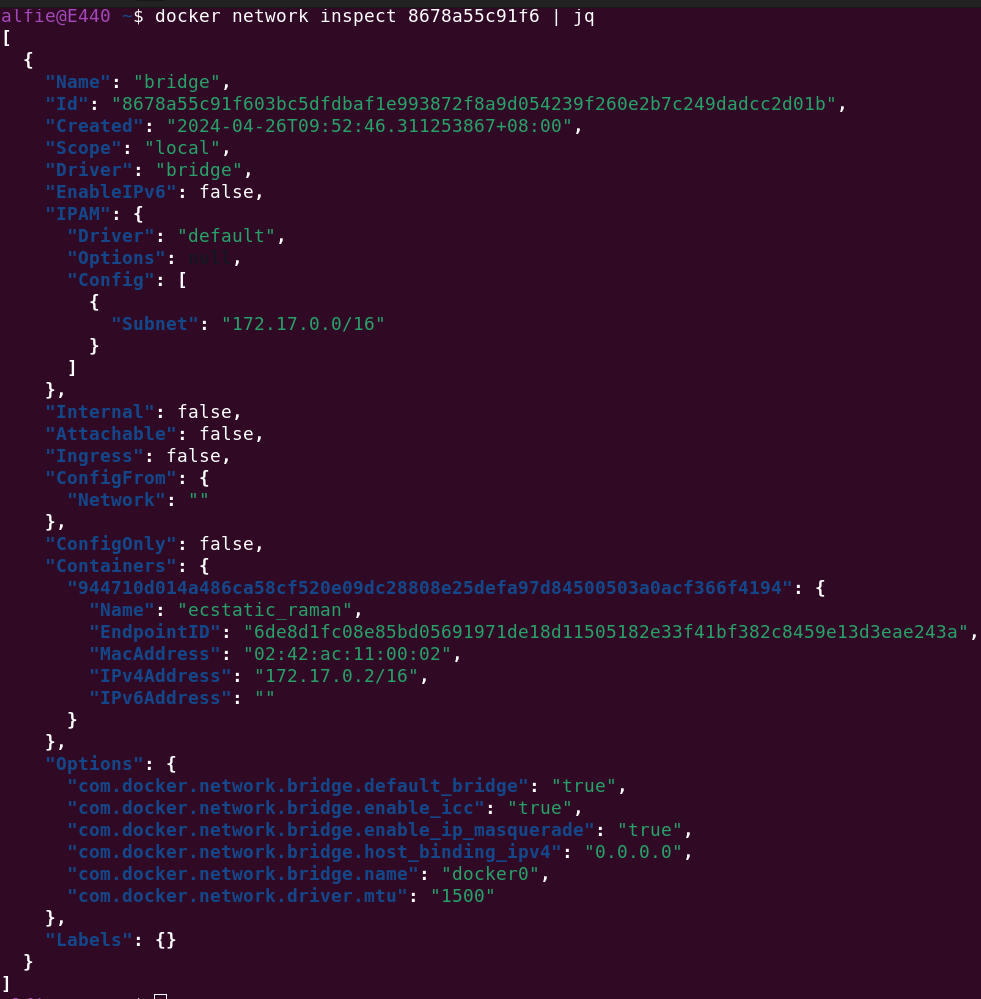 alfie@E440 ~$ docker network inspect 8678a55c91f6 | jq
[
  {
    "Name": "bridge",
    "Id": "8678a55c91f603bc5dfdbaf1e993872f8a9d054239f260e2b7c249dadcc2d01b",
    "Created": "2024-04-26T09:52:46.311253867+08:00",
    "Scope": "local",
    "Driver": "bridge",
    "EnableIPv6": false,
    "IPAM": {
      "Driver": "default",
      "Options": null,
      "Config": [
        {
          "Subnet": "172.17.0.0/16"
        }
      ]
    },
    "Internal": false,
    "Attachable": false,
    "Ingress": false,
    "ConfigFrom": {
      "Network": ""
    },
    "ConfigOnly": false,
    "Containers": {
      "944710d014a486ca58cf520e09dc28808e25defa97d84500503a0acf366f4194": {
        "Name": "ecstatic_raman",
        "EndpointID": "6de8d1fc08e85bd05691971de18d11505182e33f41bf382c8459e13d3eae243a",
        "MacAddress": "02:42:ac:11:00:02",
        "IPv4Address": "172.17.0.2/16",
        "IPv6Address": ""
      }
    },
    "Options": {
      "com.docker.network.bridge.default_bridge": "true",
      "com.docker.network.bridge.enable_icc": "true",
      "com.docker.network.bridge.enable_ip_masquerade": "true",
      "com.docker.network.bridge.host_binding_ipv4": "0.0.0.0",
      "com.docker.network.bridge.name": "docker0",
      "com.docker.network.driver.mtu": "1500"
    },
    "Labels": {}
  }
]